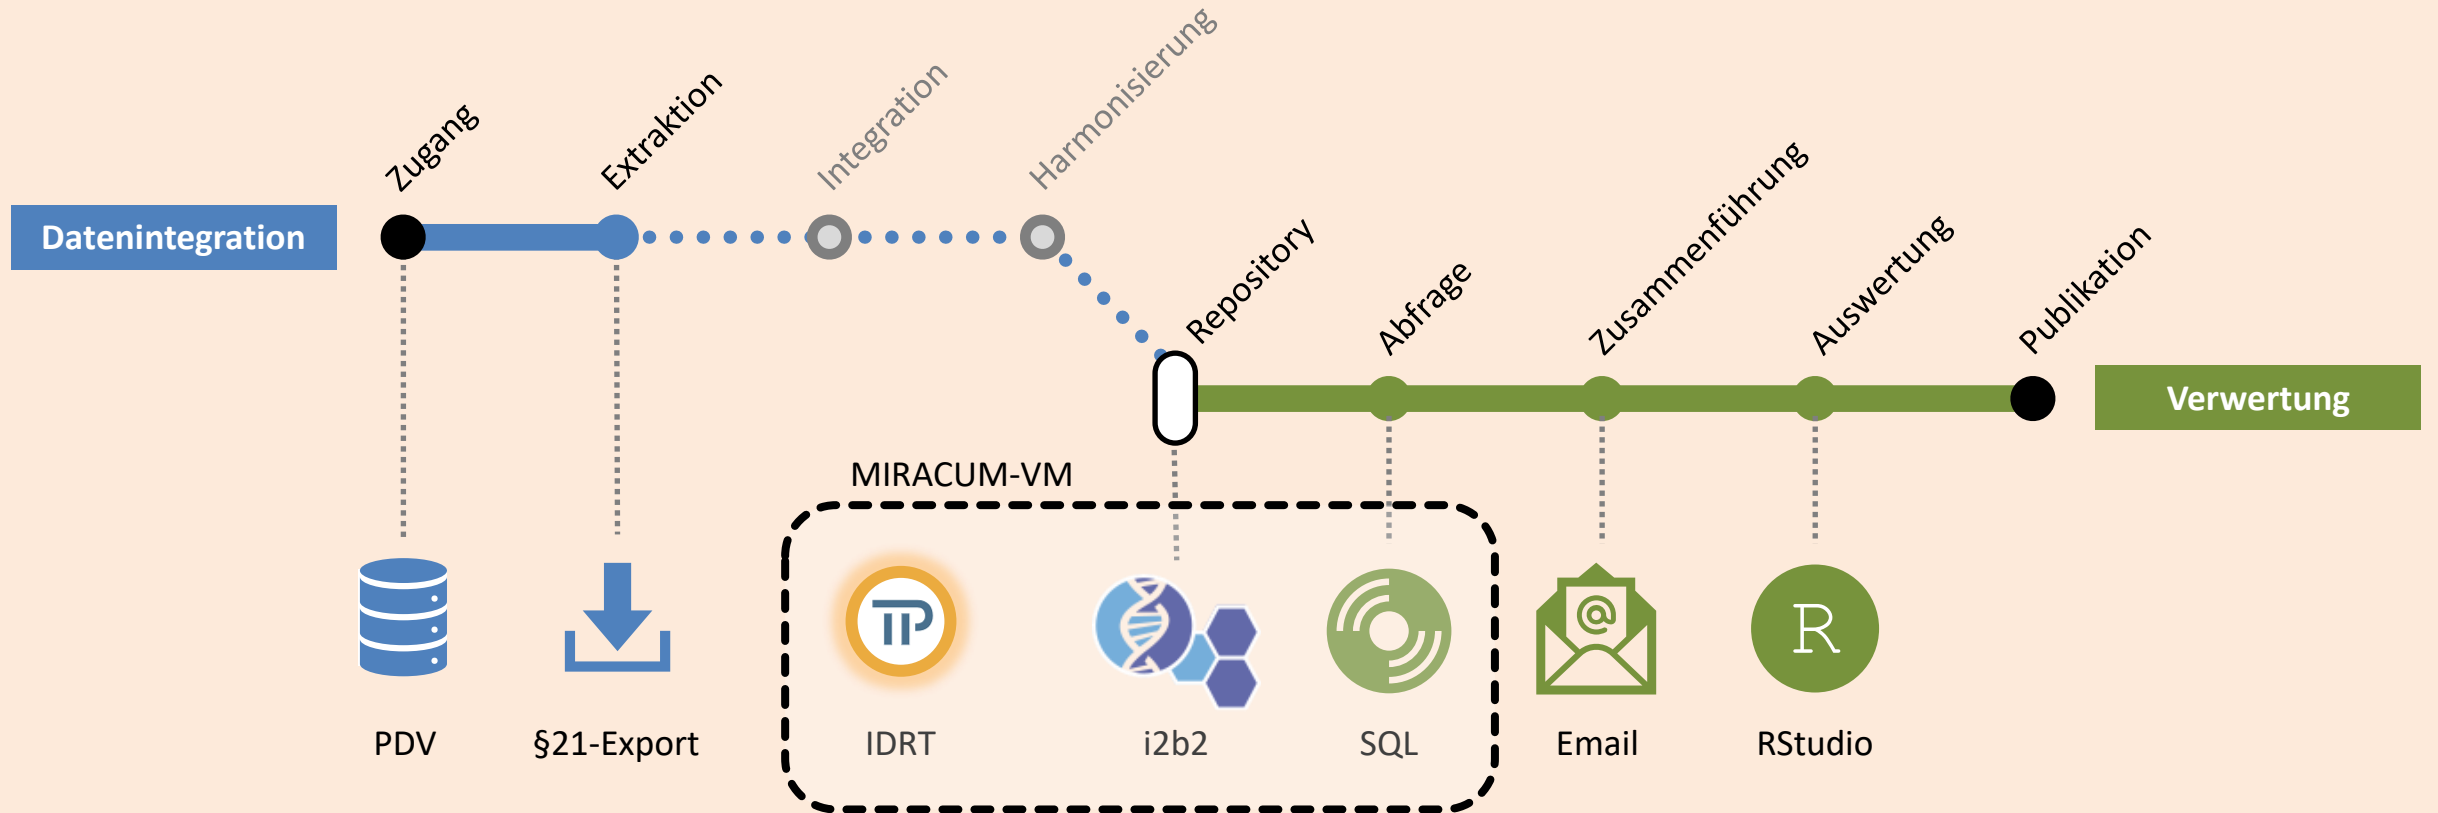 Zugang
Extraktion
Integration
Harmonisierung
Datenintegration
Repository
Abfrage
Zusammenführung
Auswertung
Publikation
Verwertung
MIRACUM-VM
TP
@
R
PDV
§21-Export
IDRT
i2b2
SQL
Email
RStudio